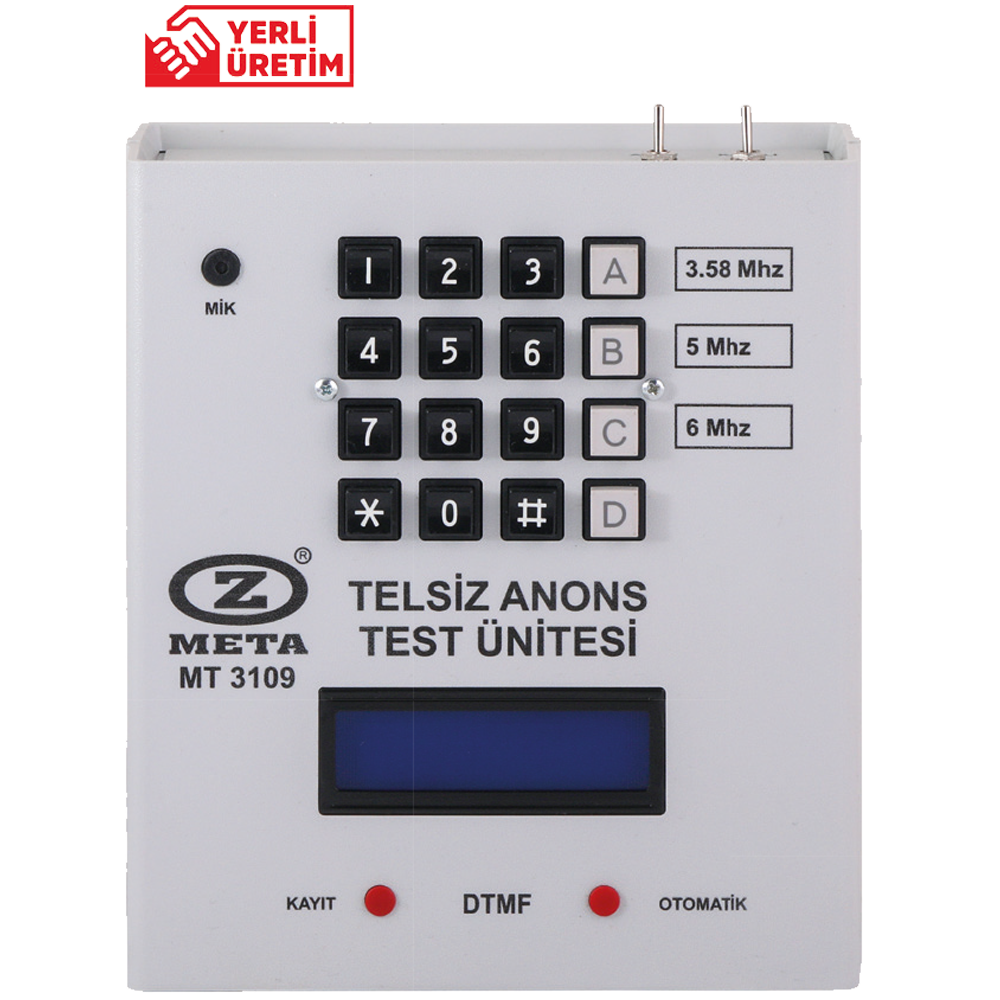 YERLİ
ÜRETİM
MİK
1 2 3 A 3.58 Mhz
4 5 6 B 5 Mhz
7 8 9 C 6 Mhz
* 0 # D
Z ®
META
MT 3109
TELSİZ ANONS
TEST ÜNİTESİ
KAYIT DTMF OTOMATİK